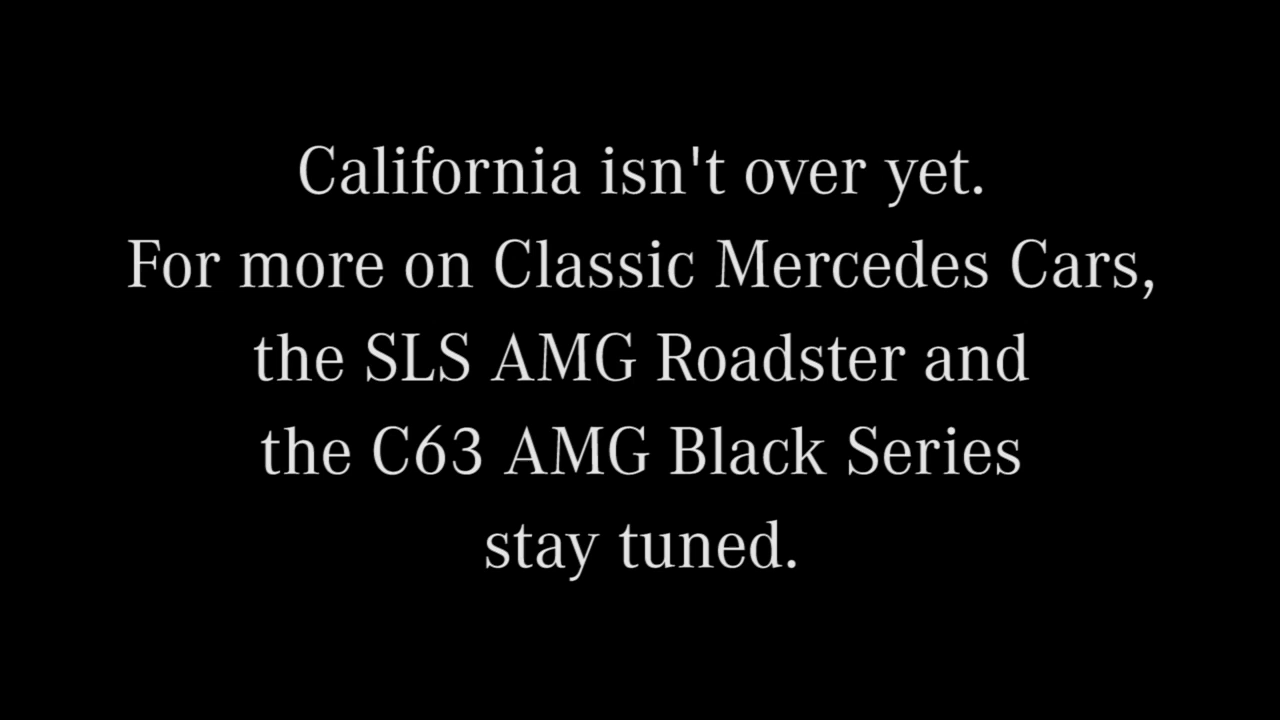 California isn't over yet.
For more on Classic Mercedes Cars,
the SLS AMG Roadster and
the C63 AMG Black Series
stay tuned.